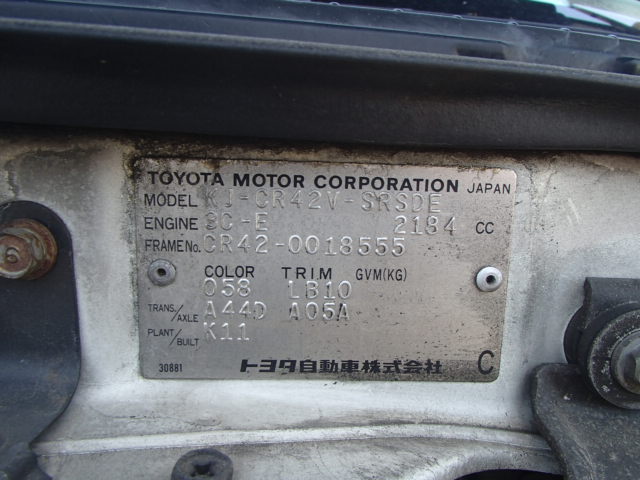 TOYOTA MOTOR CORPORATION JAPAN
MODEL KJ-CR42V-SRSDE
ENGINE 3C-E 2184 CC
FRAME No. CR42-0018555
COLOR TRIM GVM(KG)
058 LB10
TRANS./AXLE A44D A05A
PLANT/BUILT K11
30881 トヨタ自動車株式会社 C